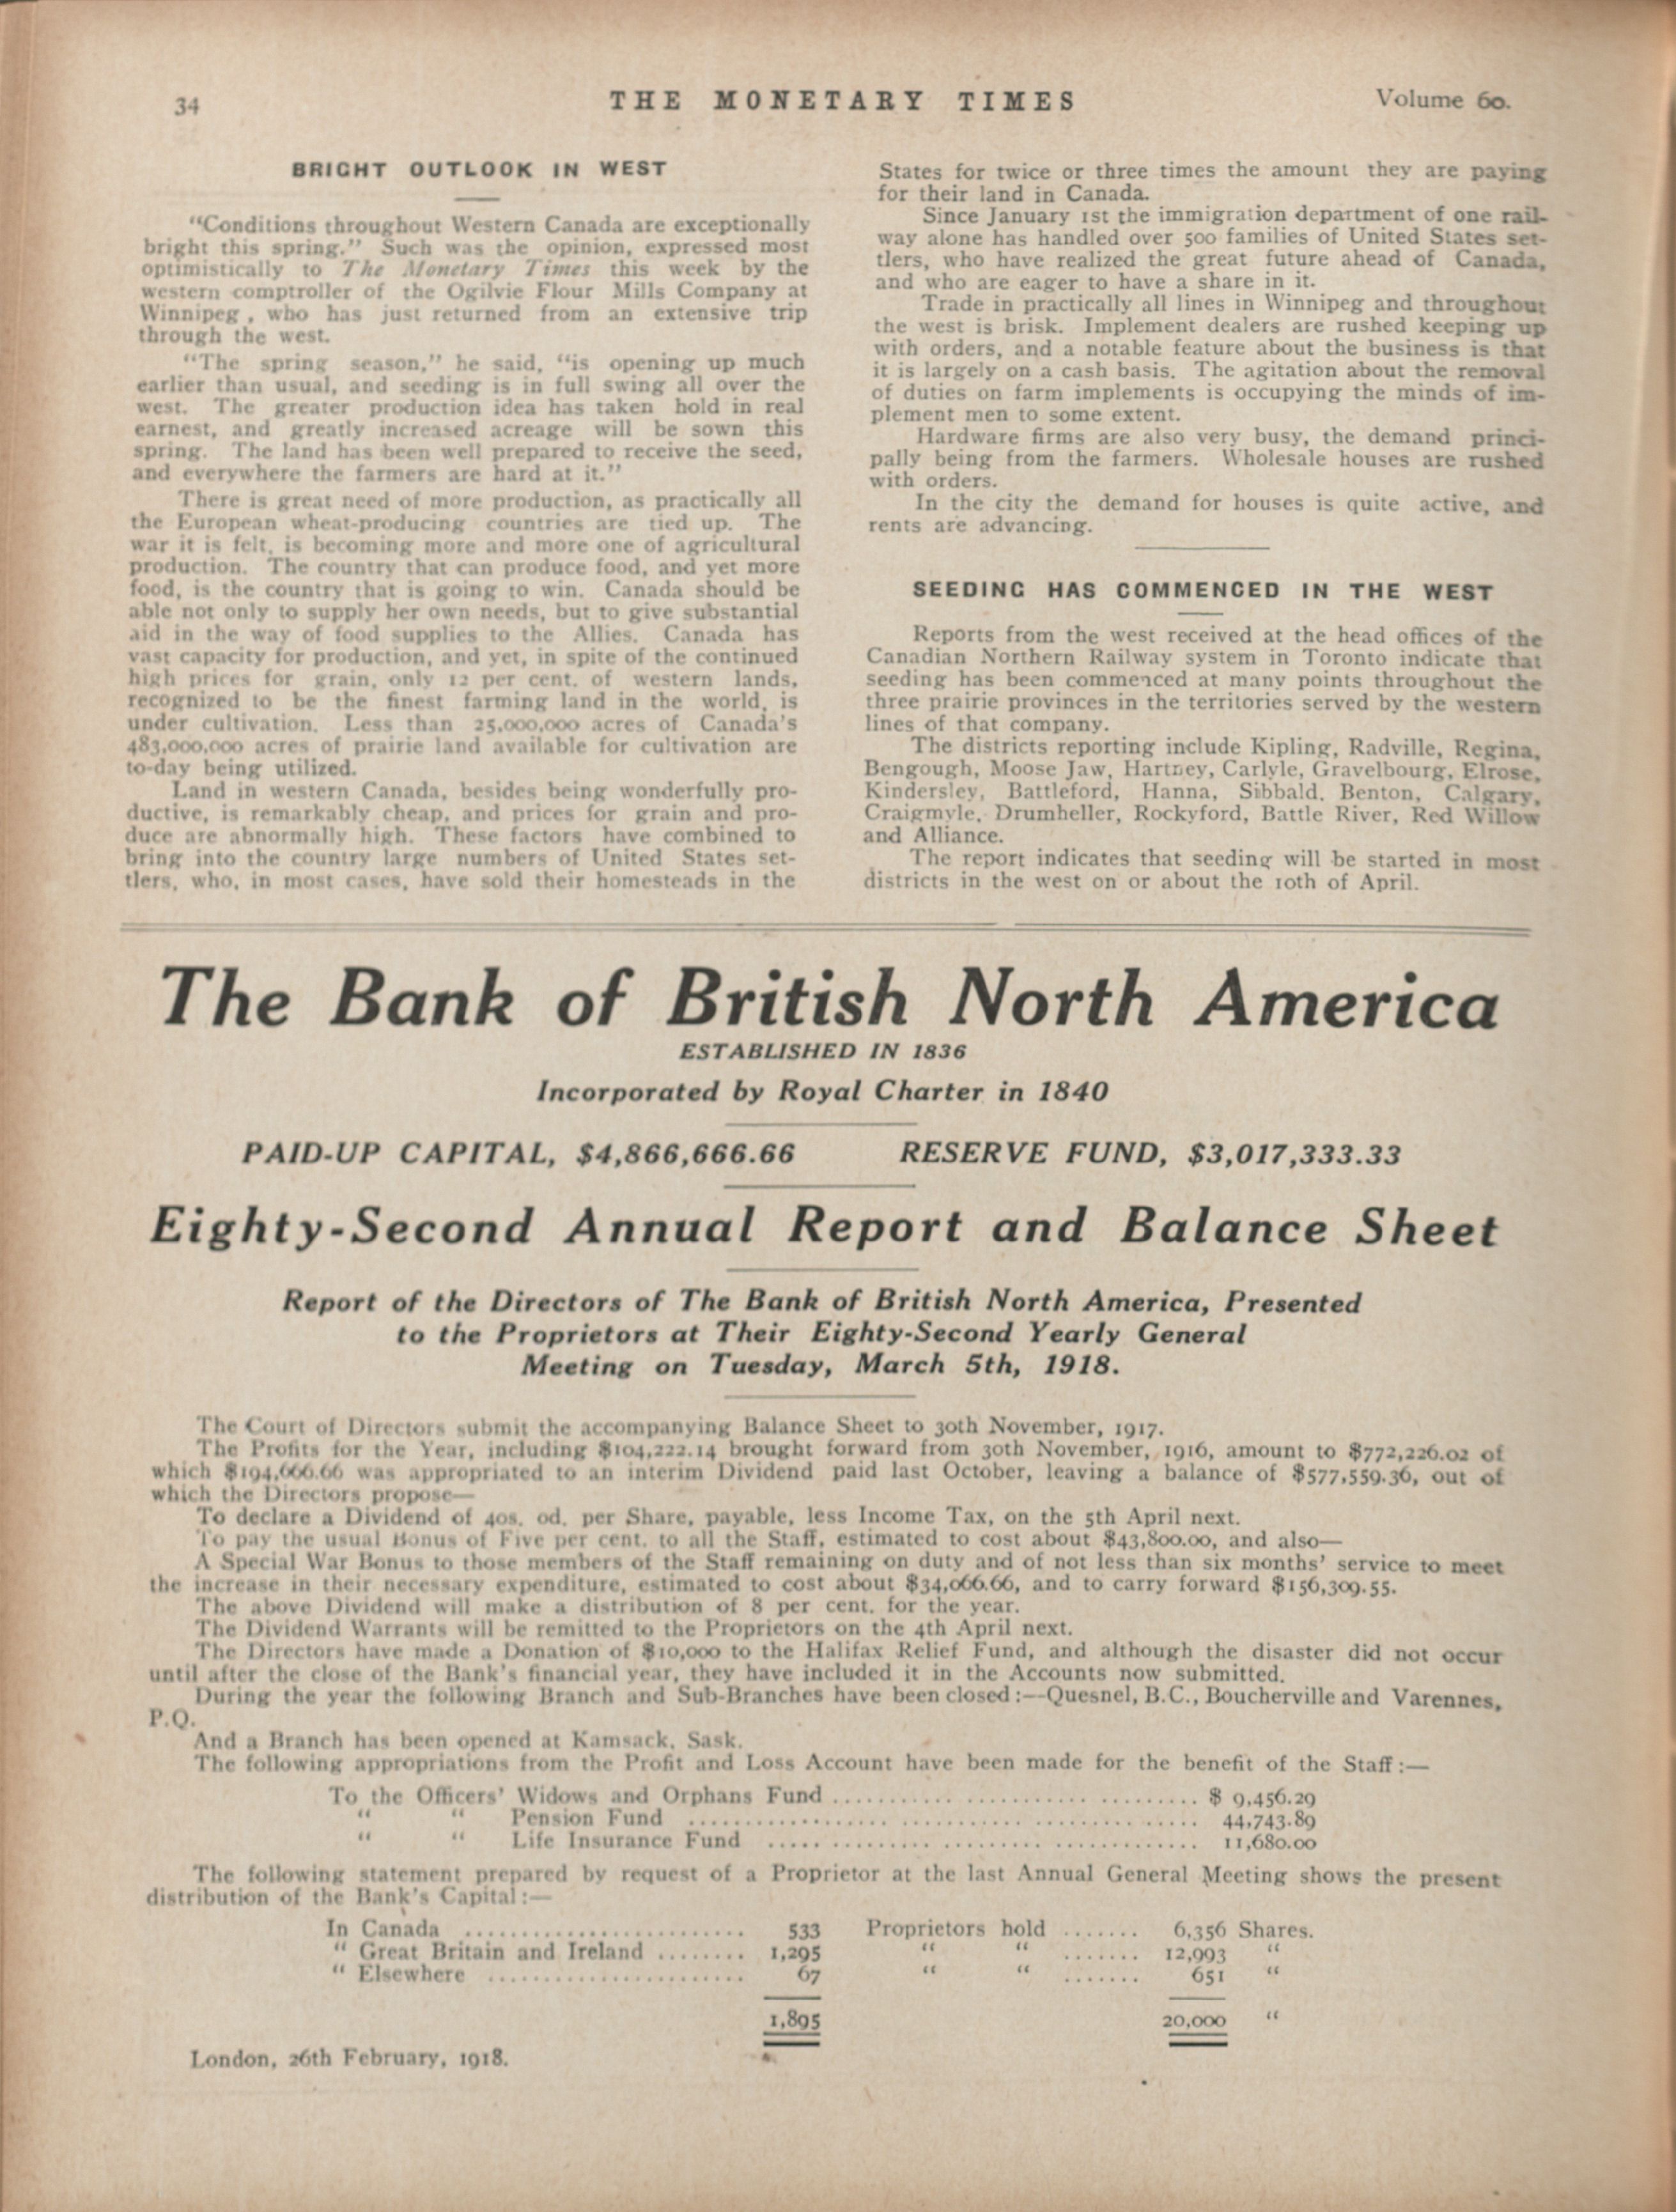 34
THE MONETARY TIMES
Volume 60.
BRIGHT OUTLOOK IN WEST
"Conditions throughout Western Canada are exceptionally
bright this spring." Such was the opinion, expressed most
optimistically to The Monetary Times this week by the
western comptroller of the Ogilvie Flour Mills Company at
Winnipeg, who has just returned from an extensive trip
through the west.
"The spring season," he said, "is opening up much
earlier than usual, and seeding is in full swing all over the
west. The greater production idea has taken hold in real
earnest, and greatly increased acreage will be sown this
spring. The land has been well prepared to receive the seed,
and everywhere the farmers are hard at it."
There is great need of more production, as practically all
the European wheat-producing countries are tied up. The
war it is felt, is becoming more and more one of agricultural
production. The country that can produce food, and yet more
food, is the country that is going to win. Canada should be
able not only to supply her own needs, but to give substantial
aid in the way of food supplies to the Allies. Canada has
vast capacity for production, and yet, in spite of the continued
high prices for grain, only 12 per cent. of western lands,
recognized to be the finest farming land in the world, is
under cultivation. Less than 25,000,000 acres of Canada's
483,000,000 acres of prairie land available for cultivation are
to-day being utilized.
Land in western Canada, besides being wonderfully pro-
ductive, is remarkably cheap, and prices for grain and pro-
duce are abnormally high. These factors have combined to
bring into the country large numbers of United States set-
tlers, who, in most cases, have sold their homesteads in the
States for twice or three times the amount they are paying
for their land in Canada.
Since January 1st the immigration department of one rail-
way alone has handled over 500 families of United States set-
tlers, who have realized the great future ahead of Canada,
and who are eager to have a share in it.
Trade in practically all lines in Winnipeg and throughout
the west is brisk. Implement dealers are rushed keeping up
with orders, and a notable feature about the business is that
it is largely on a cash basis. The agitation about the removal
of duties on farm implements is occupying the minds of im-
plement men to some extent.
Hardware firms are also very busy, the demand princi-
pally being from the farmers. Wholesale houses are rushed
with orders.
In the city the demand for houses is quite active, and
rents are advancing.
SEEDING HAS COMMENCED IN THE WEST
Reports from the west received at the head offices of the
Canadian Northern Railway system in Toronto indicate that
seeding has been commenced at many points throughout the
three prairie provinces in the territories served by the western
lines of that company.
The districts reporting include Kipling, Radville, Regina,
Bengough, Moose Jaw, Hartney, Carlyle, Gravelbourg, Elrose,
Kindersley, Battleford, Hanna, Sibbald, Benton, Calgary,
Craigmyle, Drumheller, Rockyford, Battle River, Red Willow
and Alliance.
The report indicates that seeding will be started in most
districts in the west on or about the 10th of April.
The Bank of British North America
ESTABLISHED IN 1836
Incorporated by Royal Charter in 1840
PAID-UP CAPITAL, $4,866,666.66 RESERVE FUND, $3,017,333.33
Eighty-Second Annual Report and Balance Sheet
Report of the Directors of The Bank of British North America, Presented
to the Proprietors at Their Eighty-Second Yearly General
Meeting on Tuesday, March 5th, 1918.
The Court of Directors submit the accompanying Balance Sheet to 30th November, 1917.
The Profits for the Year, including $104,222.14 brought forward from 30th November, 1916, amount to $772,226.02 of
which $194,666.66 was appropriated to an interim Dividend paid last October, leaving a balance of $577,559.36, out of
which the Directors propose—
To declare a Dividend of 40s. 0d. per Share, payable, less Income Tax, on the 5th April next.
To pay the usual Bonus of Five per cent. to all the Staff, estimated to cost about $43,800.00, and also—
A Special War Bonus to those members of the Staff remaining on duty and of not less than six months' service to meet
the increase in their necessary expenditure, estimated to cost about $34,066.66, and to carry forward $156,309.55.
The above Dividend will make a distribution of 8 per cent. for the year.
The Dividend Warrants will be remitted to the Proprietors on the 4th April next.
The Directors have made a Donation of $10,000 to the Halifax Relief Fund, and although the disaster did not occur
until after the close of the Bank's financial year, they have included it in the Accounts now submitted.
During the year the following Branch and Sub-Branches have been closed:—Quesnel, B.C., Boucherville and Varennes,
P.Q.
And a Branch has been opened at Kamsack, Sask.
The following appropriations from the Profit and Loss Account have been made for the benefit of the Staff:—
To the Officers' Widows and Orphans Fund .......... $ 9,456.29
" " Pension Fund .......... 44,743.89
" " Life Insurance Fund .......... 11,680.00
The following statement prepared by request of a Proprietor at the last Annual General Meeting shows the present
distribution of the Bank's Capital:—
In Canada .......... 533 Proprietors hold ....... 6,356 Shares.
" Great Britain and Ireland ........ 1,295 " " ....... 12,993 "
" Elsewhere .......... 67 " " ....... 651 "
1,895 20,000 "
London, 26th February, 1918.